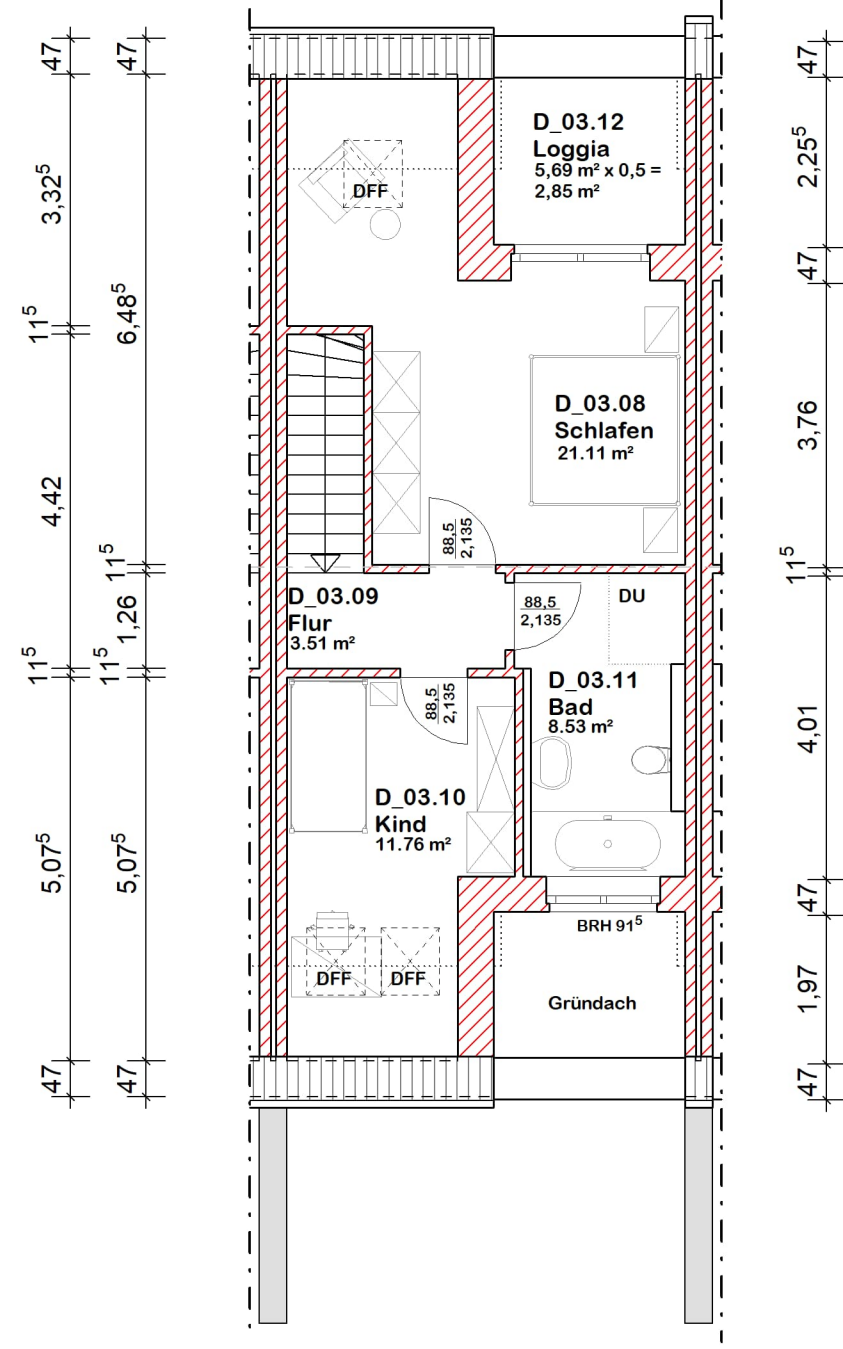 47
47
47
3,32⁵
2,25⁵
D_03.12
Loggia
5,69 m² x 0,5 =
2,85 m²
DFF
47
11⁵
6,48⁵
3,76
D_03.08
Schlafen
21.11 m²
4,42
88,5
2,135
11⁵
11⁵
1,26
D_03.09
Flur
3.51 m²
88,5
2,135
DU
11⁵
11⁵
88,5
2,135
D_03.11
Bad
8.53 m²
4,01
D_03.10
Kind
11.76 m²
5,07⁵
5,07⁵
47
BRH 91⁵
DFF
DFF
Gründach
1,97
47
47
47